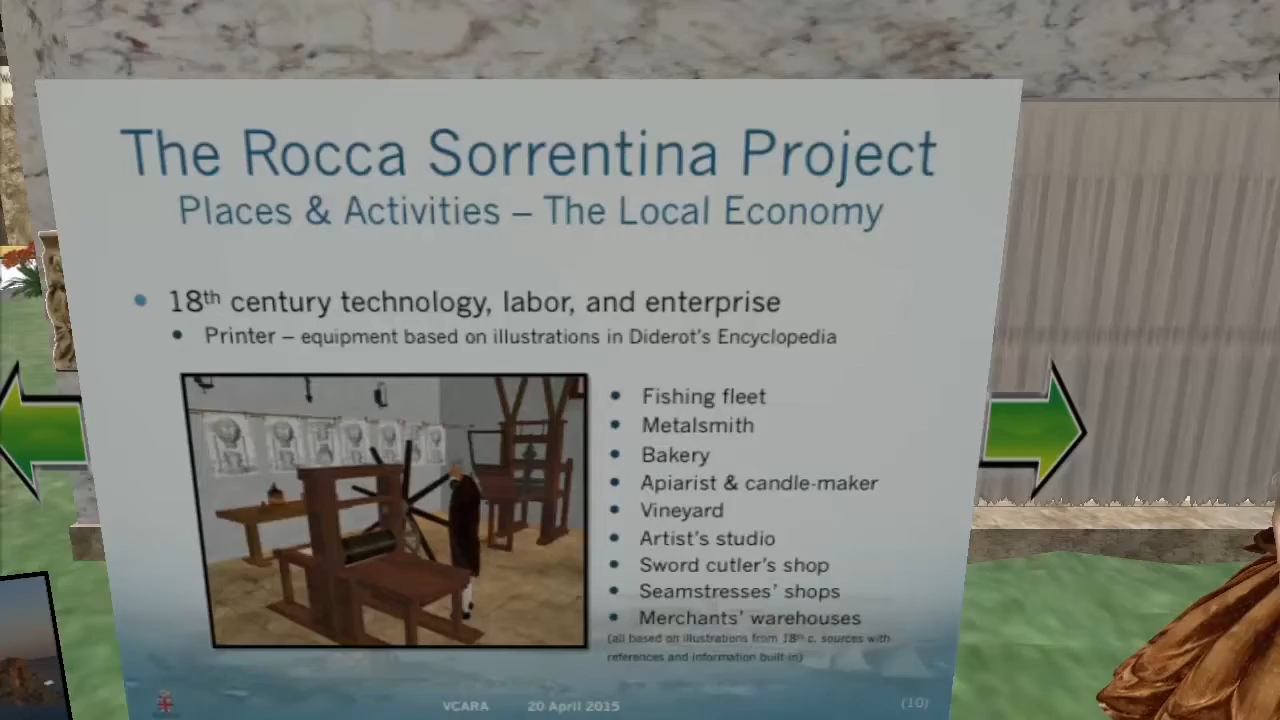 The Rocca Sorrentina Project
Places & Activities – The Local Economy
• 18th century technology, labor, and enterprise
• Printer – equipment based on illustrations in Diderot's Encyclopedia
• Fishing fleet
• Metalsmith
• Bakery
• Apiarist & candle-maker
• Vineyard
• Artist's studio
• Sword cutler's shop
• Seamstresses' shops
• Merchants' warehouses
(all based on illustrations from 18th c. sources with
references and information built-in)
VCARA 20 April 2015 (10)